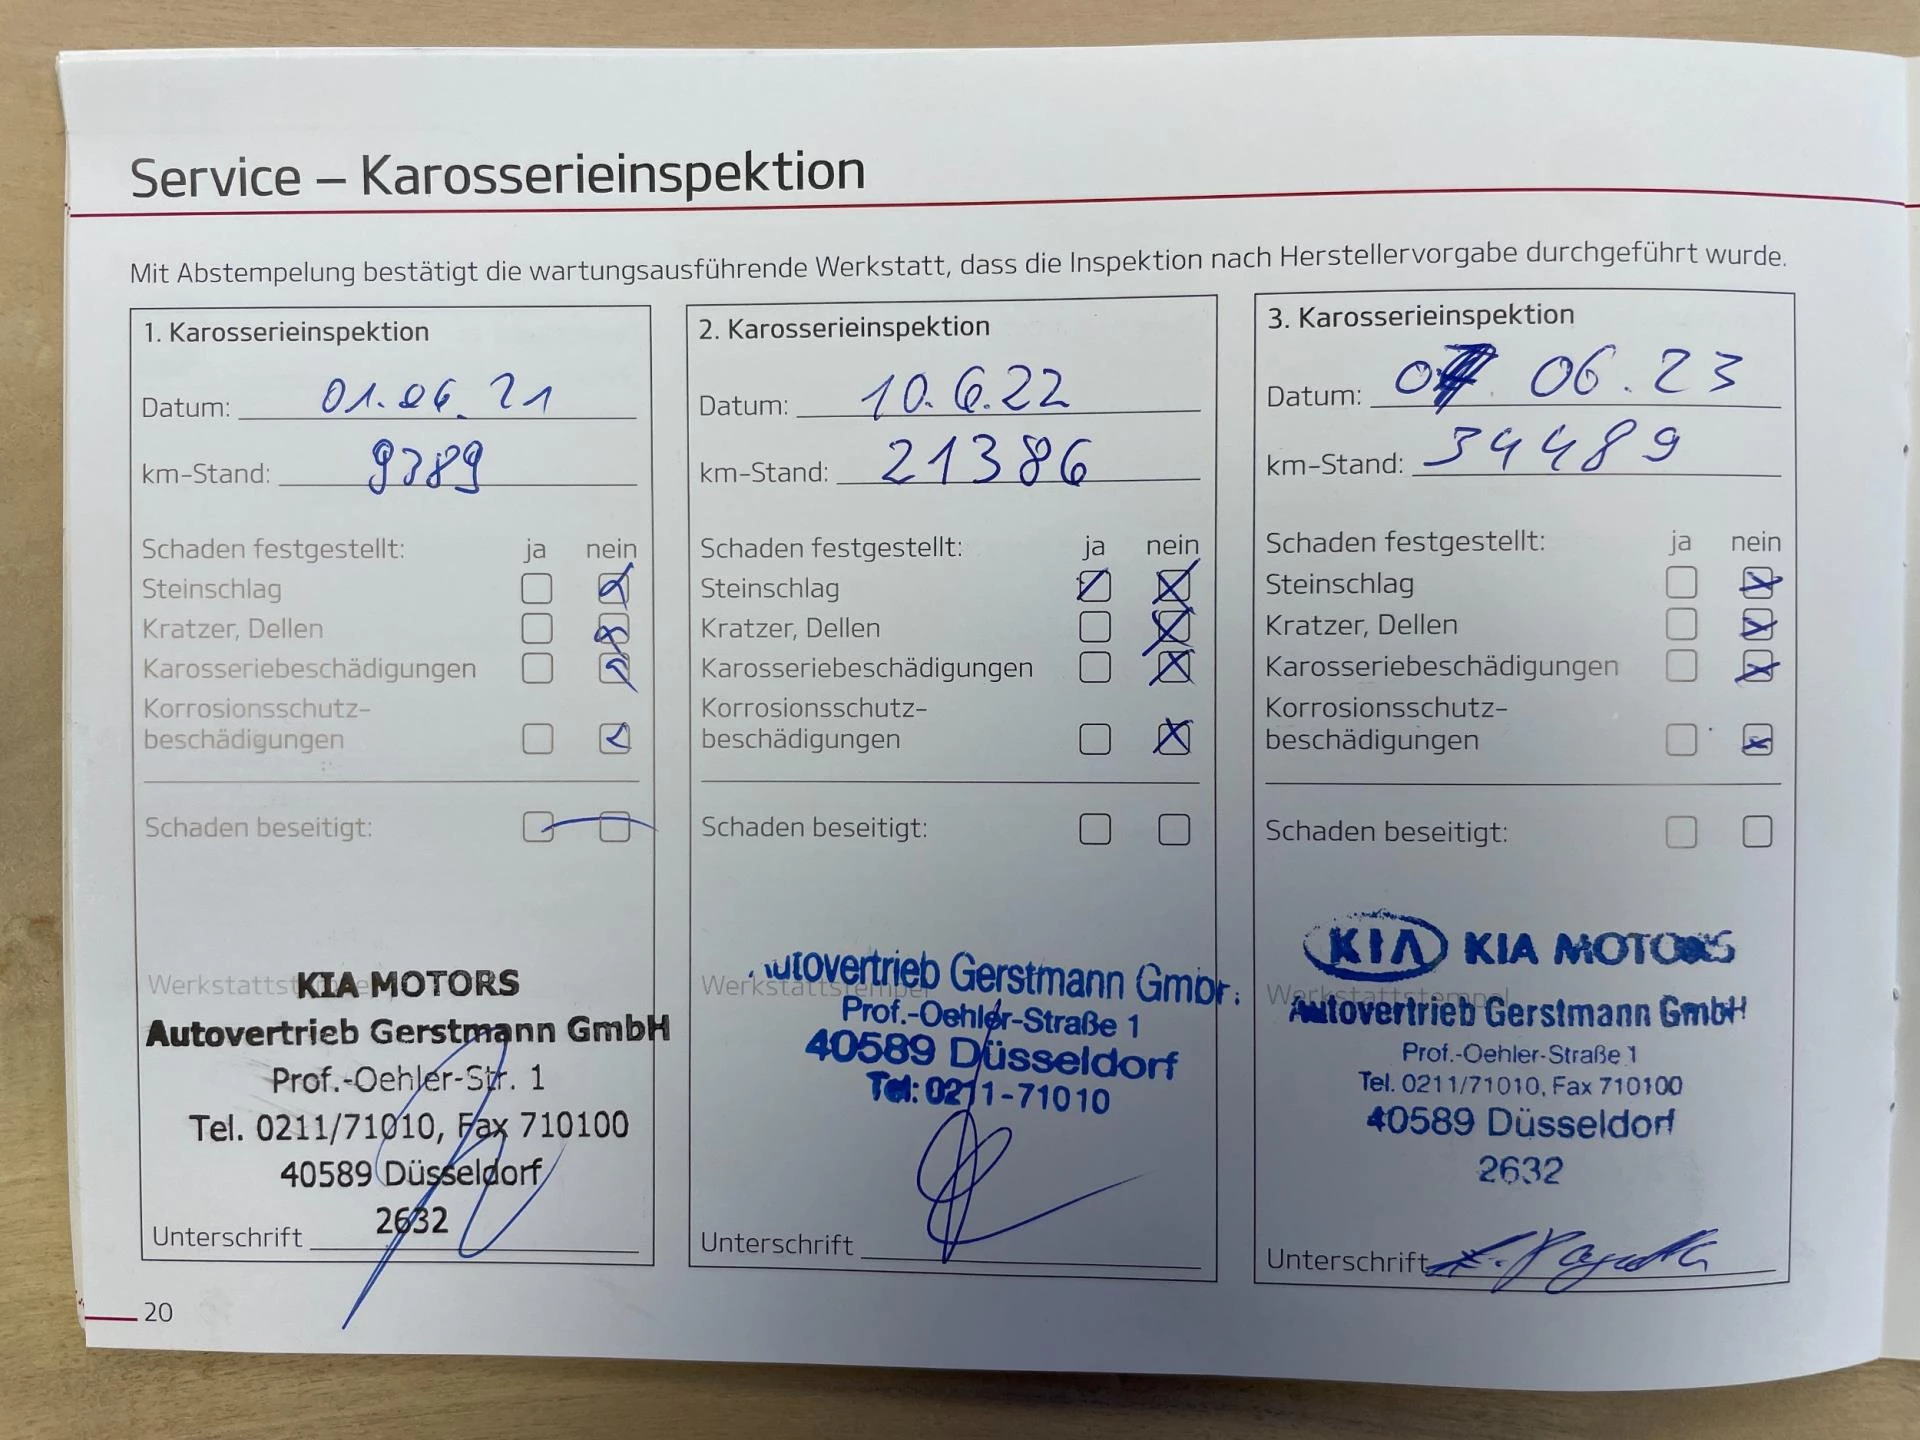 Service – Karosserieinspektion
Mit Abstempelung bestätigt die wartungsausführende Werkstatt, dass die Inspektion nach Herstellervorgabe durchgeführt wurde.
1. Karosserieinspektion
Datum: 01.06.21
km-Stand: 9389
Schaden festgestellt: ja nein
Steinschlag
Kratzer, Dellen
Karosseriebeschädigungen
Korrosionsschutz-
beschädigungen
Schaden beseitigt:
KIA MOTORS
Autovertrieb Gerstmann GmbH
Prof.-Oehler-Str. 1
Tel. 0211/71010, Fax 710100
40589 Düsseldorf
2632
Unterschrift
2. Karosserieinspektion
Datum: 10.6.22
km-Stand: 21386
Schaden festgestellt: ja nein
Steinschlag
Kratzer, Dellen
Karosseriebeschädigungen
Korrosionsschutz-
beschädigungen
Schaden beseitigt:
Werkstattstempel
Autovertrieb Gerstmann GmbH
Prof.-Oehler-Straße 1
40589 Düsseldorf
Tel: 0211-71010
Unterschrift
3. Karosserieinspektion
Datum: 06.23
km-Stand: 34489
Schaden festgestellt: ja nein
Steinschlag
Kratzer, Dellen
Karosseriebeschädigungen
Korrosionsschutz-
beschädigungen
Schaden beseitigt:
KIA KIA MOTORS
Werkstattstempel
Autovertrieb Gerstmann GmbH
Prof.-Oehler-Straße 1
Tel. 0211/71010, Fax 710100
40589 Düsseldorf
2632
Unterschrift
20